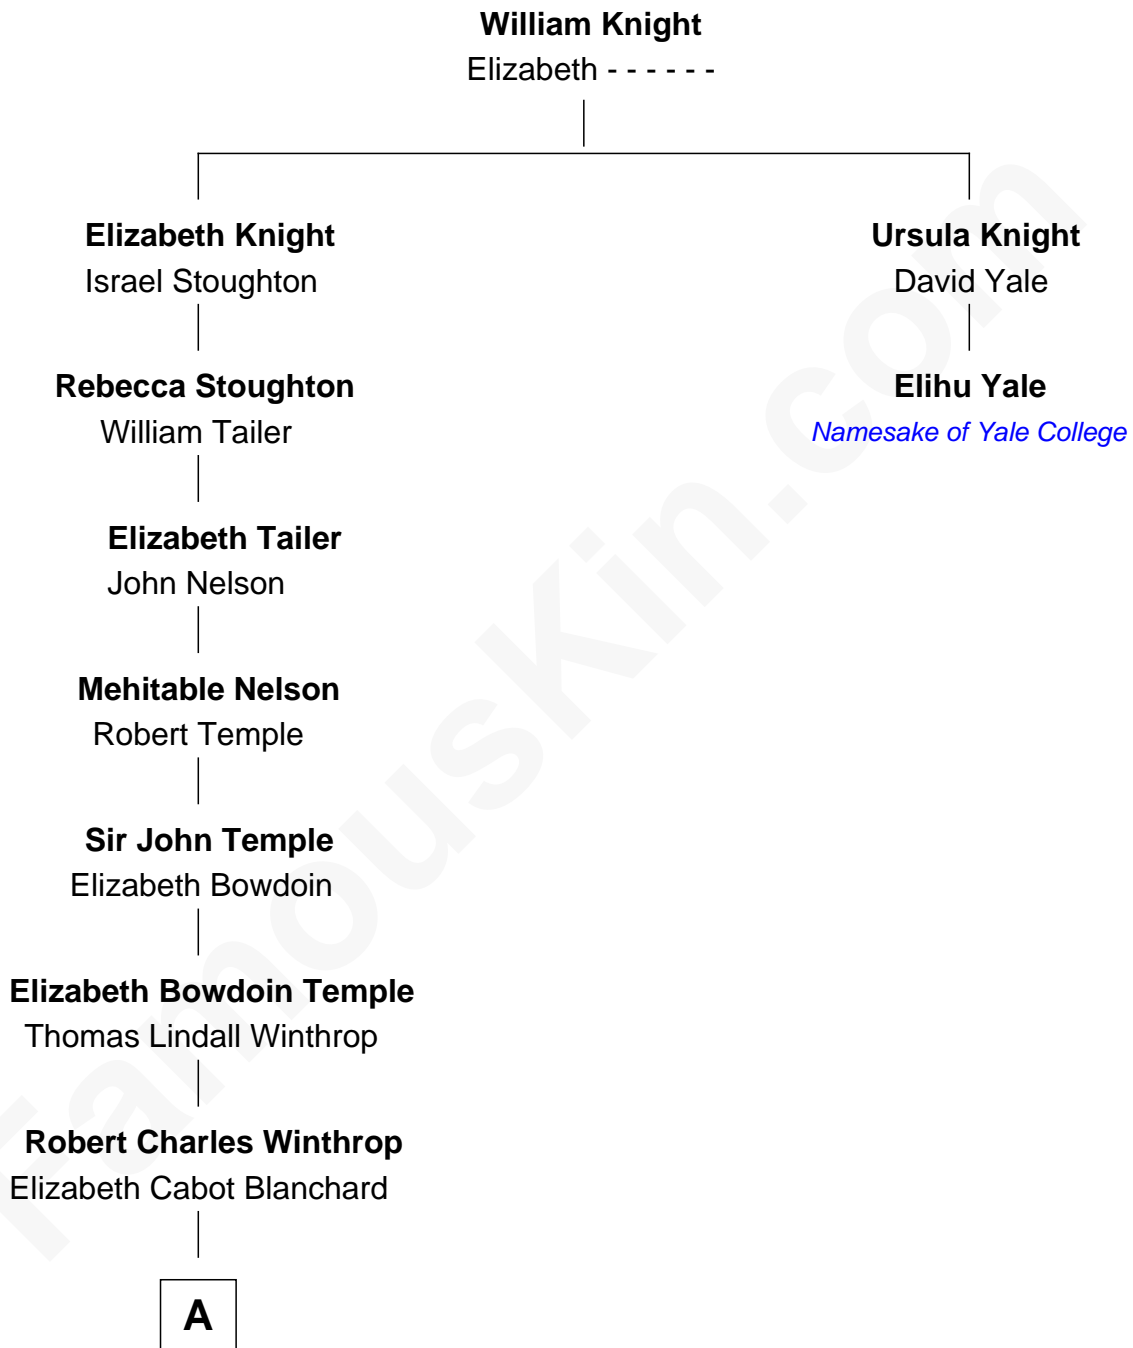 William Knight
Elizabeth - - - - - -
Elizabeth Knight
Israel Stoughton
Ursula Knight
David Yale
Rebecca Stoughton
William Tailer
Elihu Yale
Namesake of Yale College
Elizabeth Tailer
John Nelson
Mehitable Nelson
Robert Temple
Sir John Temple
Elizabeth Bowdoin
Elizabeth Bowdoin Temple
Thomas Lindall Winthrop
Robert Charles Winthrop
Elizabeth Cabot Blanchard
A
FamousKin.com